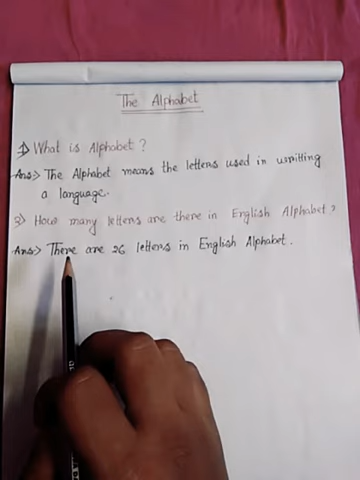 The Alphabet
1) What is Alphabet ?
Ans:> The Alphabet means the letters used in writting
a language.
2) How many letters are there in English Alphabet ?
Ans:> There are 26 letters in English Alphabet.